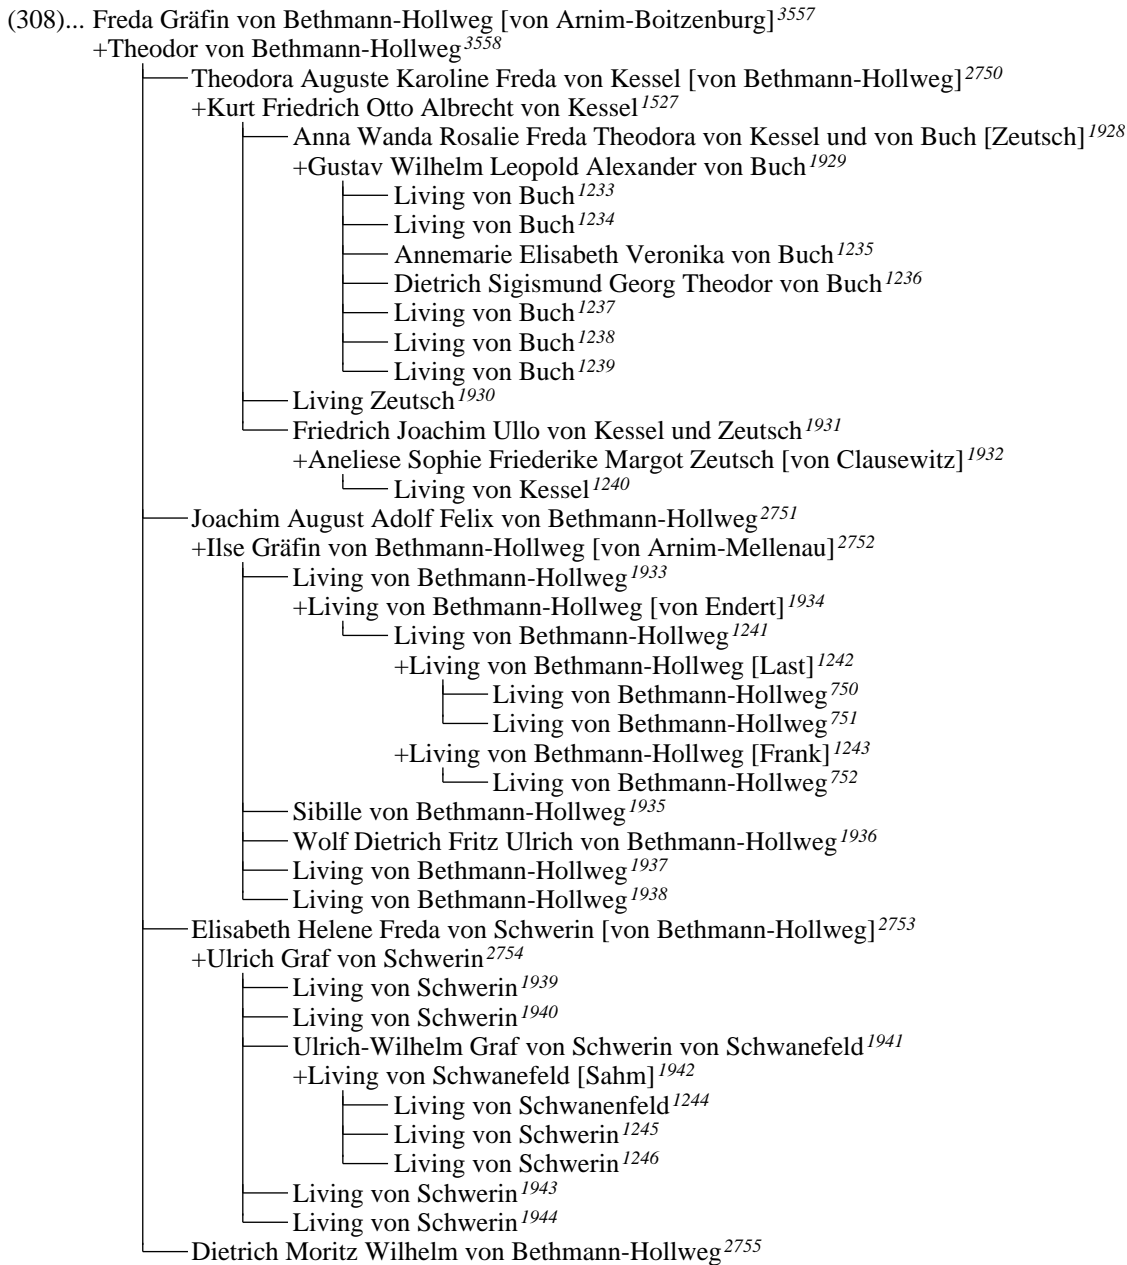 (308)... Freda Gräfin von Bethmann-Hollweg [von Arnim-Boitzenburg]3557
+Theodor von Bethmann-Hollweg3558
Theodora Auguste Karoline Freda von Kessel [von Bethmann-Hollweg]2750
+Kurt Friedrich Otto Albrecht von Kessel1527
Anna Wanda Rosalie Freda Theodora von Kessel und von Buch [Zeutsch]1928
+Gustav Wilhelm Leopold Alexander von Buch1929
Living von Buch1233
Living von Buch1234
Annemarie Elisabeth Veronika von Buch1235
Dietrich Sigismund Georg Theodor von Buch1236
Living von Buch1237
Living von Buch1238
Living von Buch1239
Living Zeutsch1930
Friedrich Joachim Ullo von Kessel und Zeutsch1931
+Aneliese Sophie Friederike Margot Zeutsch [von Clausewitz]1932
Living von Kessel1240
Joachim August Adolf Felix von Bethmann-Hollweg2751
+Ilse Gräfin von Bethmann-Hollweg [von Arnim-Mellenau]2752
Living von Bethmann-Hollweg1933
+Living von Bethmann-Hollweg [von Endert]1934
Living von Bethmann-Hollweg1241
+Living von Bethmann-Hollweg [Last]1242
Living von Bethmann-Hollweg750
Living von Bethmann-Hollweg751
+Living von Bethmann-Hollweg [Frank]1243
Living von Bethmann-Hollweg752
Sibille von Bethmann-Hollweg1935
Wolf Dietrich Fritz Ulrich von Bethmann-Hollweg1936
Living von Bethmann-Hollweg1937
Living von Bethmann-Hollweg1938
Elisabeth Helene Freda von Schwerin [von Bethmann-Hollweg]2753
+Ulrich Graf von Schwerin2754
Living von Schwerin1939
Living von Schwerin1940
Ulrich-Wilhelm Graf von Schwerin von Schwanefeld1941
+Living von Schwanefeld [Sahm]1942
Living von Schwanenfeld1244
Living von Schwerin1245
Living von Schwerin1246
Living von Schwerin1943
Living von Schwerin1944
Dietrich Moritz Wilhelm von Bethmann-Hollweg2755